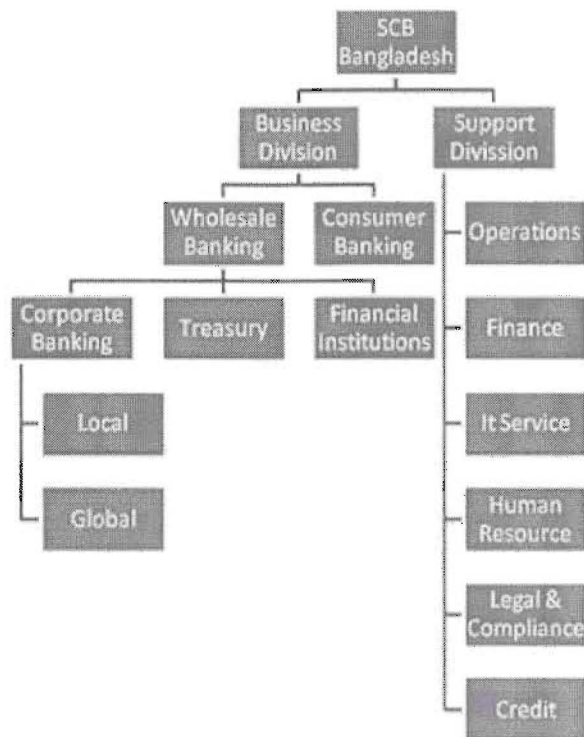 SCB
Bangladesh
Business
Division
Support
Divission
Wholesale
Banking
Consumer
Banking
Operations
Corporate
Banking
Treasury
Financial
Institutions
Finance
Local
It Service
Global
Human
Resource
Legal &
Compliance
Credit